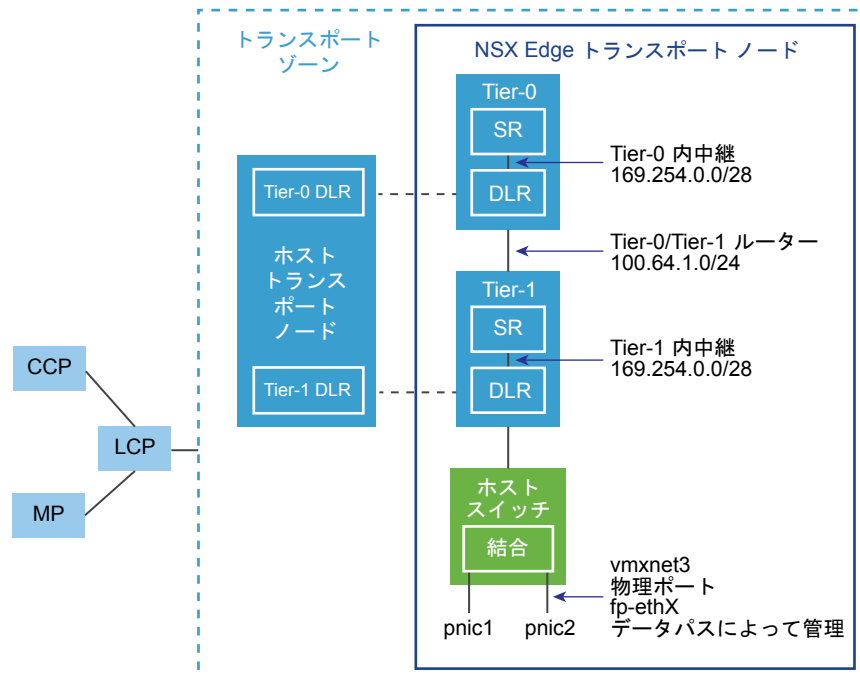 トランスポート
ゾーン
NSX Edge トランスポート ノード
Tier-0
SR
DLR
Tier-0 内中継
169.254.0.0/28
Tier-0/Tier-1 ルーター
100.64.1.0/24
Tier-1
SR
DLR
Tier-1 内中継
169.254.0.0/28
Tier-0 DLR
ホスト
トランス
ポート
ノード
Tier-1 DLR
CCP
LCP
MP
ホスト
スイッチ
結合
pnic1
pnic2
vmxnet3
物理ポート
fp-ethX
データパスによって管理